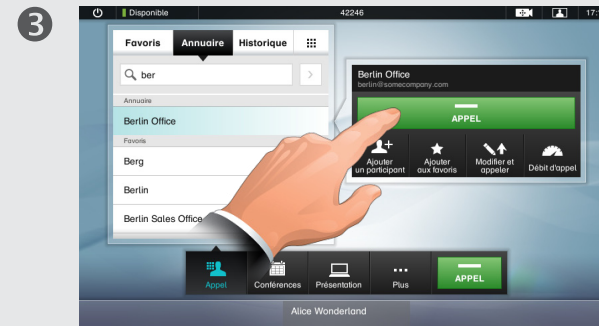 3
Disponible 42246 17:
Favoris Annuaire Historique
ber
Annuaire
Berlin Office
Favoris
Berg
Berlin
Berlin Sales Office
Berlin Office
berlin@somecompany.com
APPEL
Ajouter un participant
Ajouter aux favoris
Modifier et appeler
Débit d'appel
Appel Conférences Présentation Plus APPEL
Alice Wonderland